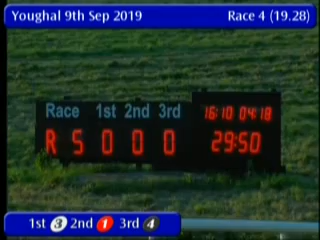 Youghal 9th Sep 2019 Race 4 (19.28)
Race 1st 2nd 3rd 16:10 04:18
R 5 0 0 0 29:50
1st 3 2nd 1 3rd 4